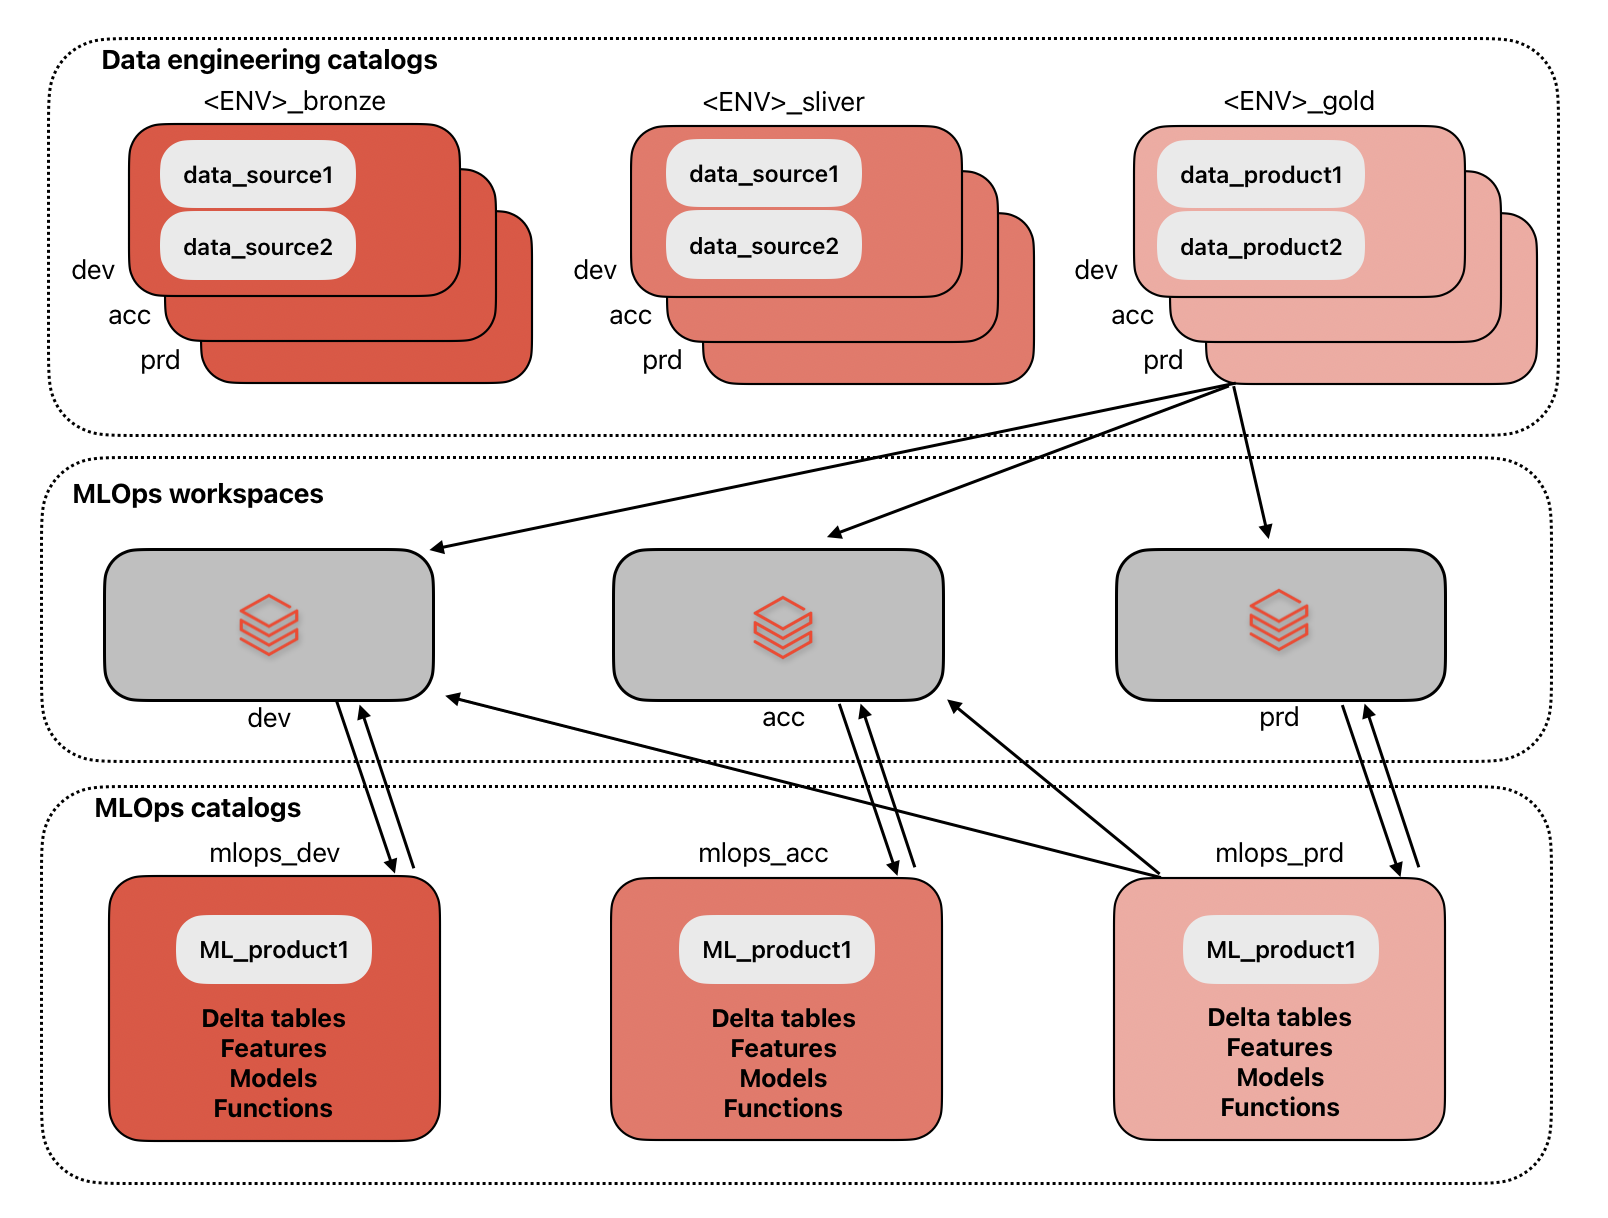 Data engineering catalogs
<ENV>_bronze
data_source1
data_source2
dev
acc
prd
<ENV>_sliver
data_source1
data_source2
dev
acc
prd
<ENV>_gold
data_product1
data_product2
dev
acc
prd
MLOps workspaces
dev
acc
prd
MLOps catalogs
mlops_dev
ML_product1
Delta tables
Features
Models
Functions
mlops_acc
ML_product1
Delta tables
Features
Models
Functions
mlops_prd
ML_product1
Delta tables
Features
Models
Functions